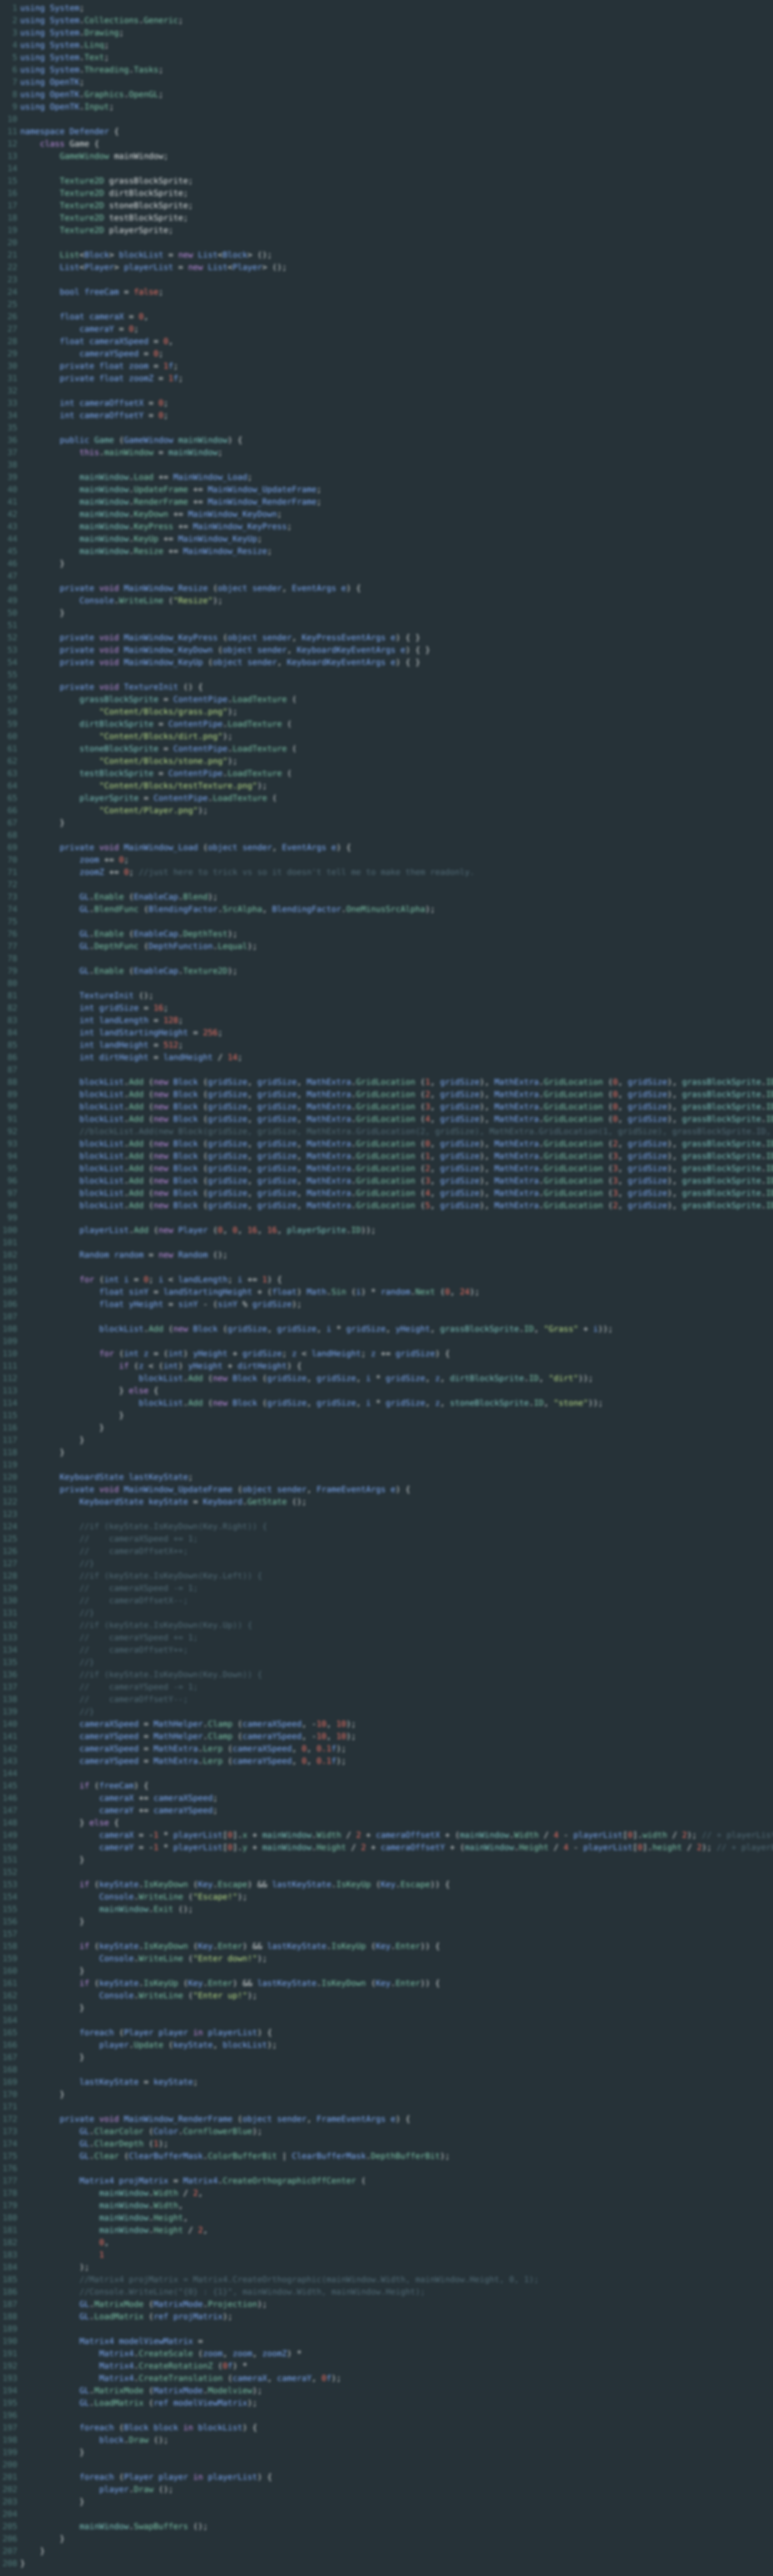 1 using System;
2 using System.Collections.Generic;
3 using System.Drawing;
4 using System.Linq;
5 using System.Text;
6 using System.Threading.Tasks;
7 using OpenTK;
8 using OpenTK.Graphics.OpenGL;
9 using OpenTK.Input;
10
11 namespace Defender {
12 class Game {
13 GameWindow mainWindow;
14
15 Texture2D grassBlockSprite;
16 Texture2D dirtBlockSprite;
17 Texture2D stoneBlockSprite;
18 Texture2D testBlockSprite;
19 Texture2D playerSprite;
20
21 List<Block> blockList = new List<Block> ();
22 List<Player> playerList = new List<Player> ();
23
24 bool freeCam = false;
25
26 float cameraX = 0,
27 cameraY = 0;
28 float cameraXSpeed = 0,
29 cameraYSpeed = 0;
30 private float zoom = 1f;
31 private float zoomZ = 1f;
32
33 int cameraOffsetX = 0;
34 int cameraOffsetY = 0;
35
36 public Game (GameWindow mainWindow) {
37 this.mainWindow = mainWindow;
38
39 mainWindow.Load += MainWindow_Load;
40 mainWindow.UpdateFrame += MainWindow_UpdateFrame;
41 mainWindow.RenderFrame += MainWindow_RenderFrame;
42 mainWindow.KeyDown += MainWindow_KeyDown;
43 mainWindow.KeyPress += MainWindow_KeyPress;
44 mainWindow.KeyUp += MainWindow_KeyUp;
45 mainWindow.Resize += MainWindow_Resize;
46 }
47
48 private void MainWindow_Resize (object sender, EventArgs e) {
49 Console.WriteLine ("Resize");
50 }
51
52 private void MainWindow_KeyPress (object sender, KeyPressEventArgs e) { }
53 private void MainWindow_KeyDown (object sender, KeyboardKeyEventArgs e) { }
54 private void MainWindow_KeyUp (object sender, KeyboardKeyEventArgs e) { }
55
56 private void TextureInit () {
57 grassBlockSprite = ContentPipe.LoadTexture (
58 "Content/Blocks/grass.png");
59 dirtBlockSprite = ContentPipe.LoadTexture (
60 "Content/Blocks/dirt.png");
61 stoneBlockSprite = ContentPipe.LoadTexture (
62 "Content/Blocks/stone.png");
63 testBlockSprite = ContentPipe.LoadTexture (
64 "Content/Blocks/testTexture.png");
65 playerSprite = ContentPipe.LoadTexture (
66 "Content/Player.png");
67 }
68
69 private void MainWindow_Load (object sender, EventArgs e) {
70 zoom += 0;
71 zoomZ += 0; //just here to trick vs so it doesn't tell me to make them readonly.
72
73 GL.Enable (EnableCap.Blend);
74 GL.BlendFunc (BlendingFactor.SrcAlpha, BlendingFactor.OneMinusSrcAlpha);
75
76 GL.Enable (EnableCap.DepthTest);
77 GL.DepthFunc (DepthFunction.Lequal);
78
79 GL.Enable (EnableCap.Texture2D);
80
81 TextureInit ();
82 int gridSize = 16;
83 int landLength = 128;
84 int landStartingHeight = 256;
85 int landHeight = 512;
86 int dirtHeight = landHeight / 14;
87
88 blockList.Add (new Block (gridSize, gridSize, MathExtra.GridLocation (1, gridSize), MathExtra.GridLocation (0, gridSize), grassBlockSprite.ID
89 blockList.Add (new Block (gridSize, gridSize, MathExtra.GridLocation (2, gridSize), MathExtra.GridLocation (0, gridSize), grassBlockSprite.ID
90 blockList.Add (new Block (gridSize, gridSize, MathExtra.GridLocation (3, gridSize), MathExtra.GridLocation (0, gridSize), grassBlockSprite.ID
91 blockList.Add (new Block (gridSize, gridSize, MathExtra.GridLocation (4, gridSize), MathExtra.GridLocation (0, gridSize), grassBlockSprite.ID
92
93 blockList.Add (new Block (gridSize, gridSize, MathExtra.GridLocation (0, gridSize), MathExtra.GridLocation (2, gridSize), grassBlockSprite.ID
94 blockList.Add (new Block (gridSize, gridSize, MathExtra.GridLocation (1, gridSize), MathExtra.GridLocation (3, gridSize), grassBlockSprite.ID
95 blockList.Add (new Block (gridSize, gridSize, MathExtra.GridLocation (2, gridSize), MathExtra.GridLocation (3, gridSize), grassBlockSprite.ID
96 blockList.Add (new Block (gridSize, gridSize, MathExtra.GridLocation (3, gridSize), MathExtra.GridLocation (3, gridSize), grassBlockSprite.ID
97 blockList.Add (new Block (gridSize, gridSize, MathExtra.GridLocation (4, gridSize), MathExtra.GridLocation (3, gridSize), grassBlockSprite.ID
98 blockList.Add (new Block (gridSize, gridSize, MathExtra.GridLocation (5, gridSize), MathExtra.GridLocation (2, gridSize), grassBlockSprite.ID
99
100 playerList.Add (new Player (0, 0, 16, 16, playerSprite.ID));
101
102 Random random = new Random ();
103
104 for (int i = 0; i < landLength; i += 1) {
105 float sinY = landStartingHeight + (float) Math.Sin (i) * random.Next (0, 24);
106 float yHeight = sinY - (sinY % gridSize);
107
108 blockList.Add (new Block (gridSize, gridSize, i * gridSize, yHeight, grassBlockSprite.ID, "Grass" + i));
109
110 for (int z = (int) yHeight + gridSize; z < landHeight; z += gridSize) {
111 if (z < (int) yHeight + dirtHeight) {
112 blockList.Add (new Block (gridSize, gridSize, i * gridSize, z, dirtBlockSprite.ID, "dirt"));
113 } else {
114 blockList.Add (new Block (gridSize, gridSize, i * gridSize, z, stoneBlockSprite.ID, "stone"));
115 }
116 }
117 }
118 }
119
120 KeyboardState lastKeyState;
121 private void MainWindow_UpdateFrame (object sender, FrameEventArgs e) {
122 KeyboardState keyState = Keyboard.GetState ();
123
124 //if (keyState.IsKeyDown(Key.Right)) {
125 // cameraXSpeed += 1;
126 // cameraOffsetX++;
127 //}
128 //if (keyState.IsKeyDown(Key.Left)) {
129 // cameraXSpeed -= 1;
130 // cameraOffsetX--;
131 //}
132 //if (keyState.IsKeyDown(Key.Up)) {
133 // cameraYSpeed += 1;
134 // cameraOffsetY++;
135 //}
136 //if (keyState.IsKeyDown(Key.Down)) {
137 // cameraYSpeed -= 1;
138 // cameraOffsetY--;
139 //}
140 cameraXSpeed = MathHelper.Clamp (cameraXSpeed, -10, 10);
141 cameraYSpeed = MathHelper.Clamp (cameraYSpeed, -10, 10);
142 cameraXSpeed = MathExtra.Lerp (cameraXSpeed, 0, 0.1f);
143 cameraYSpeed = MathExtra.Lerp (cameraYSpeed, 0, 0.1f);
144
145 if (freeCam) {
146 cameraX += cameraXSpeed;
147 cameraY += cameraYSpeed;
148 } else {
149 cameraX = -1 * playerList[0].x + mainWindow.Width / 2 + cameraOffsetX + (mainWindow.Width / 4 - playerList[0].width / 2); // +
150 cameraY = -1 * playerList[0].y + mainWindow.Height / 2 + cameraOffsetY + (mainWindow.Height / 4 - playerList[0].height / 2); // +
151 }
152
153 if (keyState.IsKeyDown (Key.Escape) && lastKeyState.IsKeyUp (Key.Escape)) {
154 Console.WriteLine ("Escape!");
155 mainWindow.Exit ();
156 }
157
158 if (keyState.IsKeyDown (Key.Enter) && lastKeyState.IsKeyUp (Key.Enter)) {
159 Console.WriteLine ("Enter down!");
160 }
161 if (keyState.IsKeyUp (Key.Enter) && lastKeyState.IsKeyDown (Key.Enter)) {
162 Console.WriteLine ("Enter up!");
163 }
164
165 foreach (Player player in playerList) {
166 player.Update (keyState, blockList);
167 }
168
169 lastKeyState = keyState;
170 }
171
172 private void MainWindow_RenderFrame (object sender, FrameEventArgs e) {
173 GL.ClearColor (Color.CornflowerBlue);
174 GL.ClearDepth (1);
175 GL.Clear (ClearBufferMask.ColorBufferBit | ClearBufferMask.DepthBufferBit);
176
177 Matrix4 projMatrix = Matrix4.CreateOrthographicOffCenter (
178 mainWindow.Width / 2,
179 mainWindow.Width,
180 mainWindow.Height,
181 mainWindow.Height / 2,
182 0,
183 1
184 );
185 //Matrix4 projMatrix = Matrix4.CreateOrthographic(mainWindow.Width, mainWindow.Height, 0, 1);
186 //Console.WriteLine("{0} : {1}", mainWindow.Width, mainWindow.Height);
187 GL.MatrixMode (MatrixMode.Projection);
188 GL.LoadMatrix (ref projMatrix);
189
190 Matrix4 modelViewMatrix =
191 Matrix4.CreateScale (zoom, zoom, zoomZ) *
192 Matrix4.CreateRotationZ (0f) *
193 Matrix4.CreateTranslation (cameraX, cameraY, 0f);
194 GL.MatrixMode (MatrixMode.Modelview);
195 GL.LoadMatrix (ref modelViewMatrix);
196
197 foreach (Block block in blockList) {
198 block.Draw ();
199 }
200
201 foreach (Player player in playerList) {
202 player.Draw ();
203 }
204
205 mainWindow.SwapBuffers ();
206 }
207 }
208 }